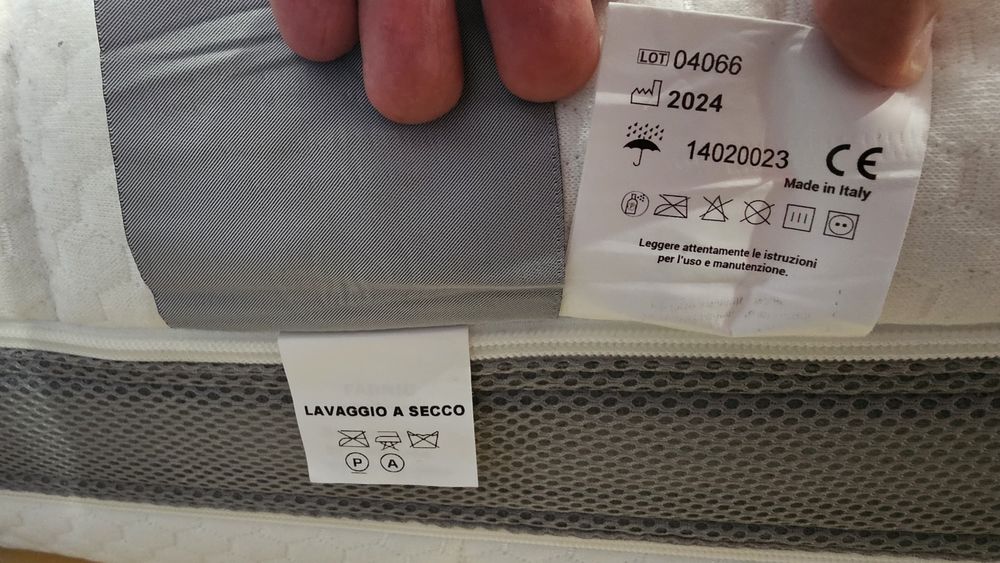 LOT 04066
2024
14020023 CE
Made in Italy
Leggere attentamente le istruzioni
per l'uso e manutenzione.
LAVAGGIO A SECCO
P A